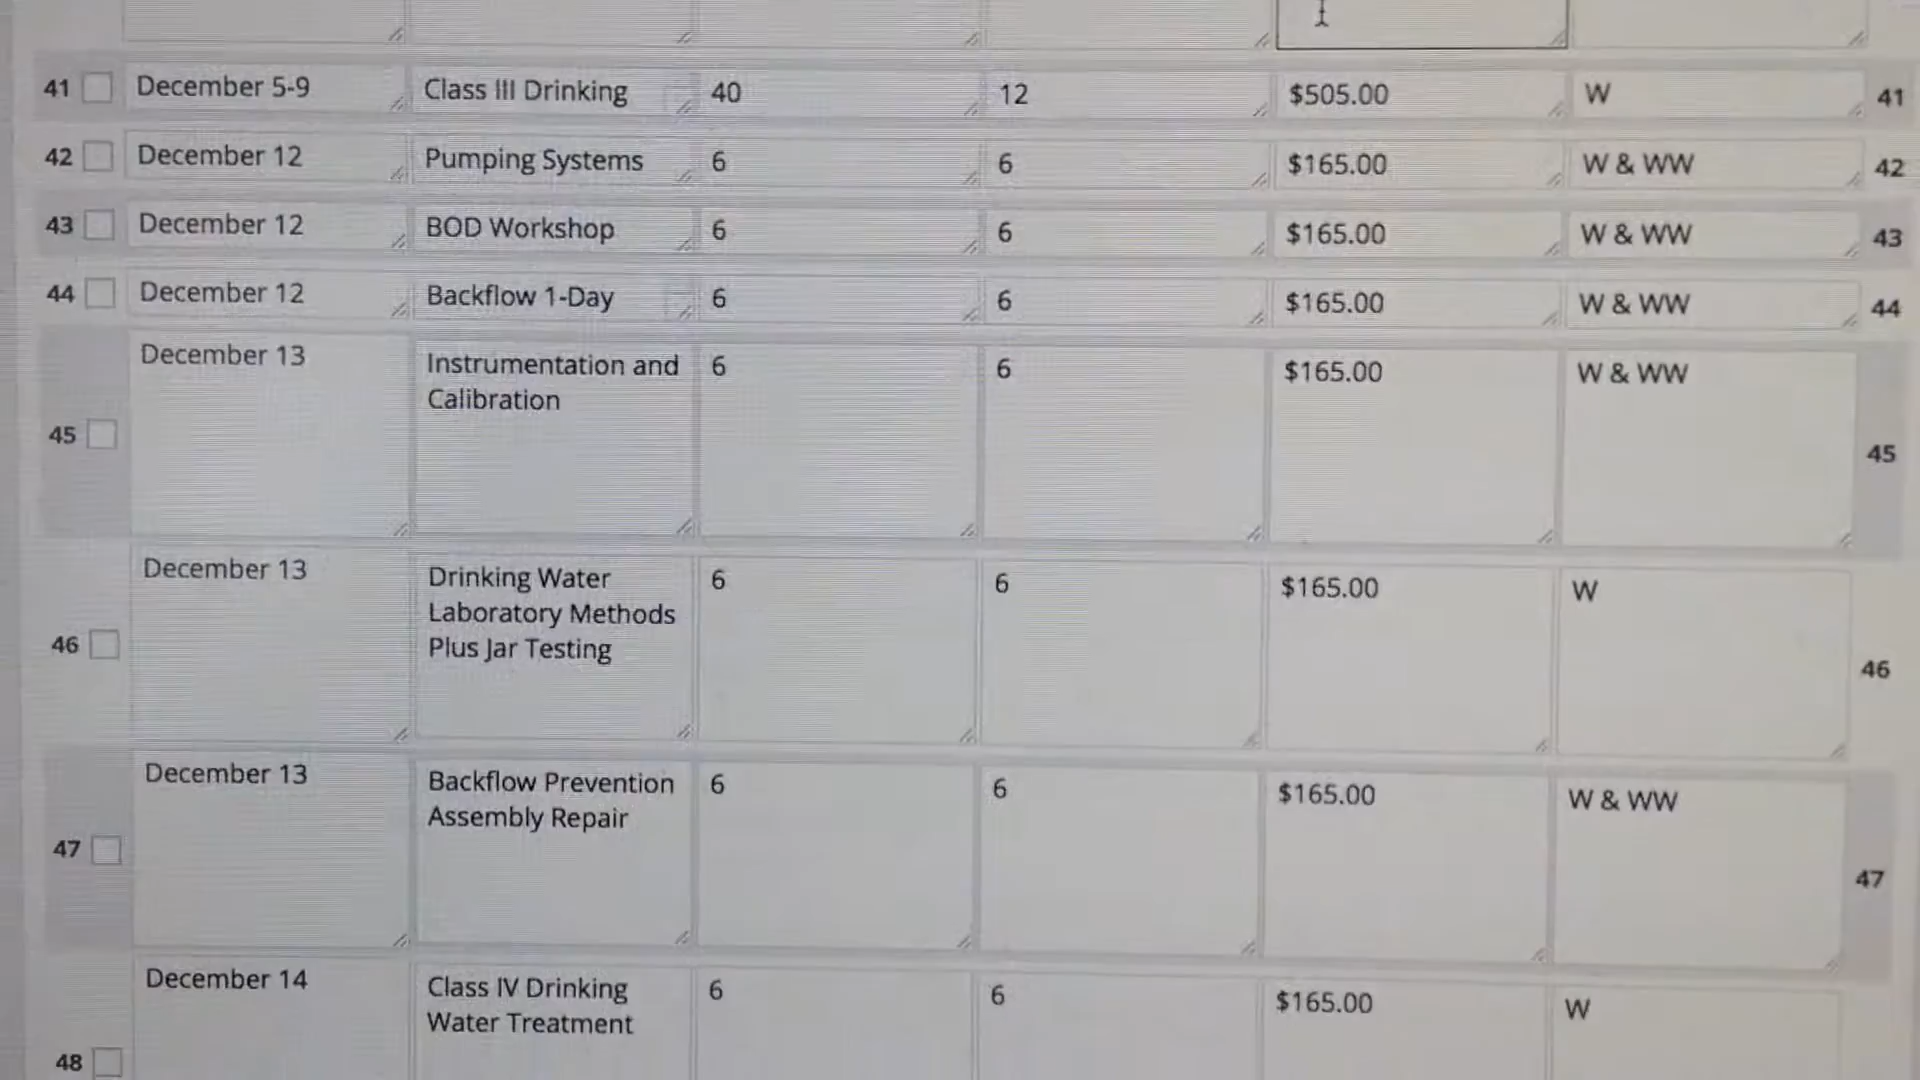 41 December 5-9 Class III Drinking 40 12 $505.00 W 41
42 December 12 Pumping Systems 6 6 $165.00 W & WW 42
43 December 12 BOD Workshop 6 6 $165.00 W & WW 43
44 December 12 Backflow 1-Day 6 6 $165.00 W & WW 44
December 13 Instrumentation and 6 6 $165.00 W & WW
Calibration
45 45
December 13 Drinking Water 6 6 $165.00 W
Laboratory Methods
Plus Jar Testing
46 46
December 13 Backflow Prevention 6 6 $165.00 W & WW
Assembly Repair
47 47
December 14 Class IV Drinking 6 6 $165.00 W
Water Treatment
48